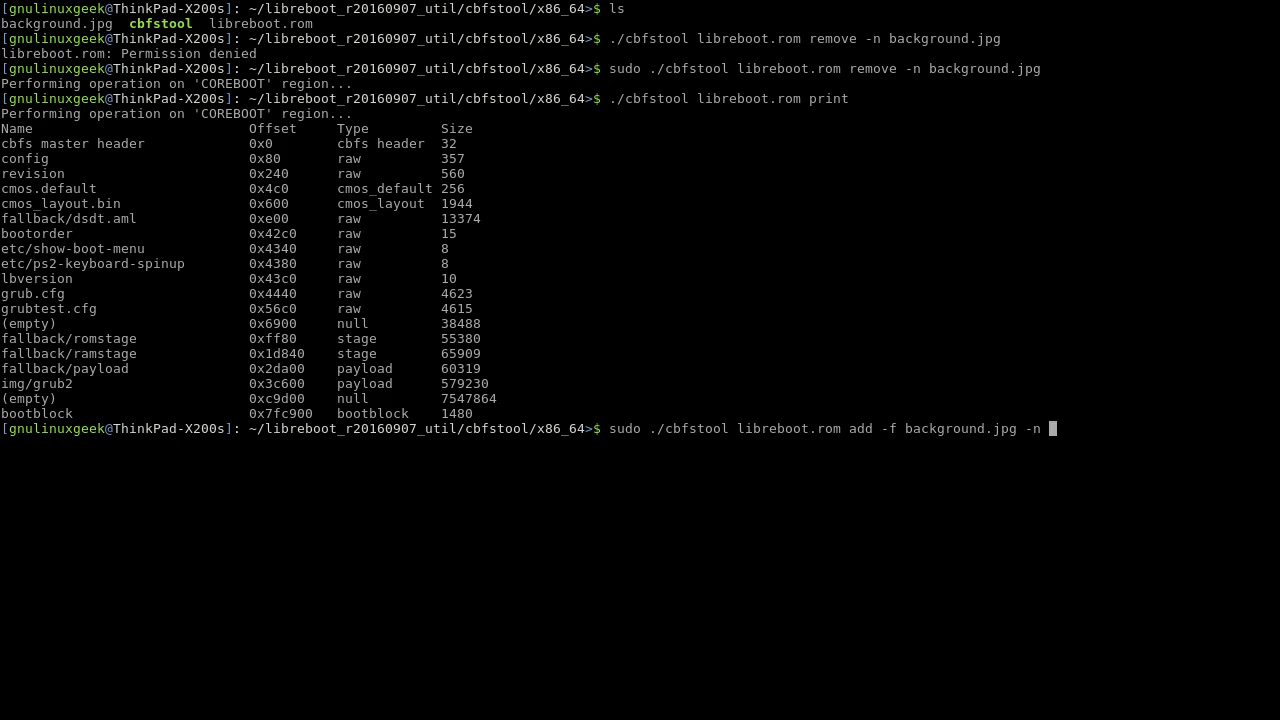 [gnulinuxgeek@ThinkPad-X200s]: ~/libreboot_r20160907_util/cbfstool/x86_64>$ ls
background.jpg  cbfstool  libreboot.rom
[gnulinuxgeek@ThinkPad-X200s]: ~/libreboot_r20160907_util/cbfstool/x86_64>$ ./cbfstool libreboot.rom remove -n background.jpg
libreboot.rom: Permission denied
[gnulinuxgeek@ThinkPad-X200s]: ~/libreboot_r20160907_util/cbfstool/x86_64>$ sudo ./cbfstool libreboot.rom remove -n background.jpg
Performing operation on 'COREBOOT' region...
[gnulinuxgeek@ThinkPad-X200s]: ~/libreboot_r20160907_util/cbfstool/x86_64>$ ./cbfstool libreboot.rom print
Performing operation on 'COREBOOT' region...
Name                           Offset     Type         Size
cbfs master header             0x0        cbfs header  32
config                         0x80       raw          357
revision                       0x240      raw          560
cmos.default                   0x4c0      cmos_default 256
cmos_layout.bin                0x600      cmos_layout  1944
fallback/dsdt.aml              0xe00      raw          13374
bootorder                      0x42c0     raw          15
etc/show-boot-menu             0x4340     raw          8
etc/ps2-keyboard-spinup        0x4380     raw          8
lbversion                      0x43c0     raw          10
grub.cfg                       0x4440     raw          4623
grubtest.cfg                   0x56c0     raw          4615
(empty)                        0x6900     null         38488
fallback/romstage              0xff80     stage        55380
fallback/ramstage              0x1d840    stage        65909
fallback/payload               0x2da00    payload      60319
img/grub2                      0x3c600    payload      579230
(empty)                        0xc9d00    null         7547864
bootblock                      0x7fc900   bootblock    1480
[gnulinuxgeek@ThinkPad-X200s]: ~/libreboot_r20160907_util/cbfstool/x86_64>$ sudo ./cbfstool libreboot.rom add -f background.jpg -n